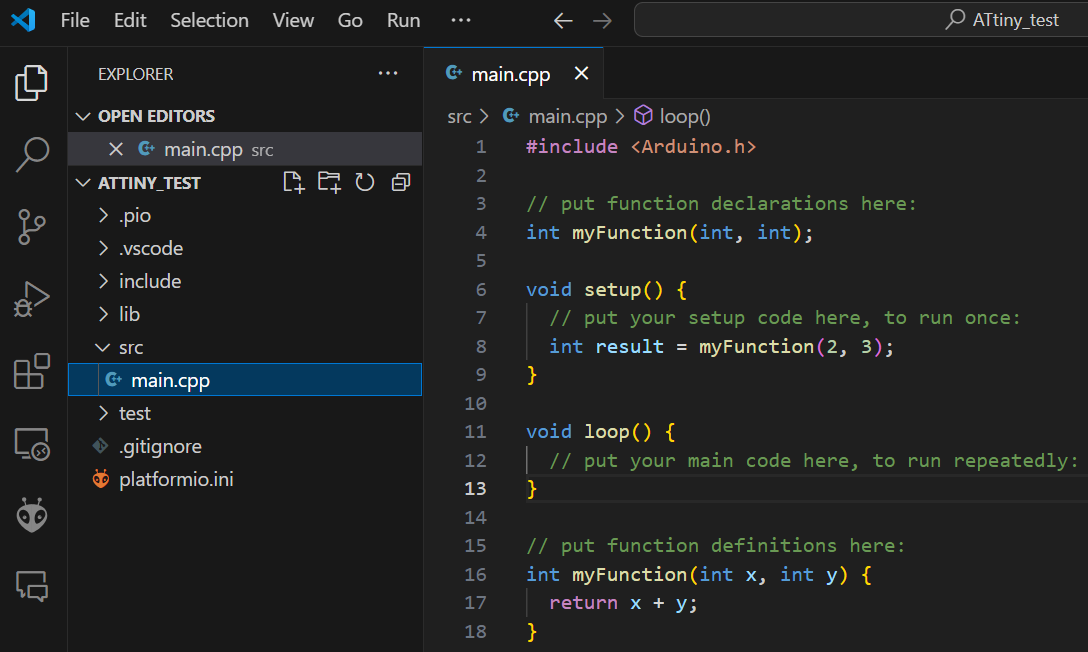 File Edit Selection View Go Run ··· ATtiny_test
EXPLORER ···
OPEN EDITORS
main.cpp src
ATTINY_TEST
.pio
.vscode
include
lib
src
main.cpp
test
.gitignore
platformio.ini
main.cpp
src > main.cpp > loop()
1 #include <Arduino.h>
2
3 // put function declarations here:
4 int myFunction(int, int);
5
6 void setup() {
7   // put your setup code here, to run once:
8   int result = myFunction(2, 3);
9 }
10
11 void loop() {
12   // put your main code here, to run repeatedly:
13 }
14
15 // put function definitions here:
16 int myFunction(int x, int y) {
17   return x + y;
18 }